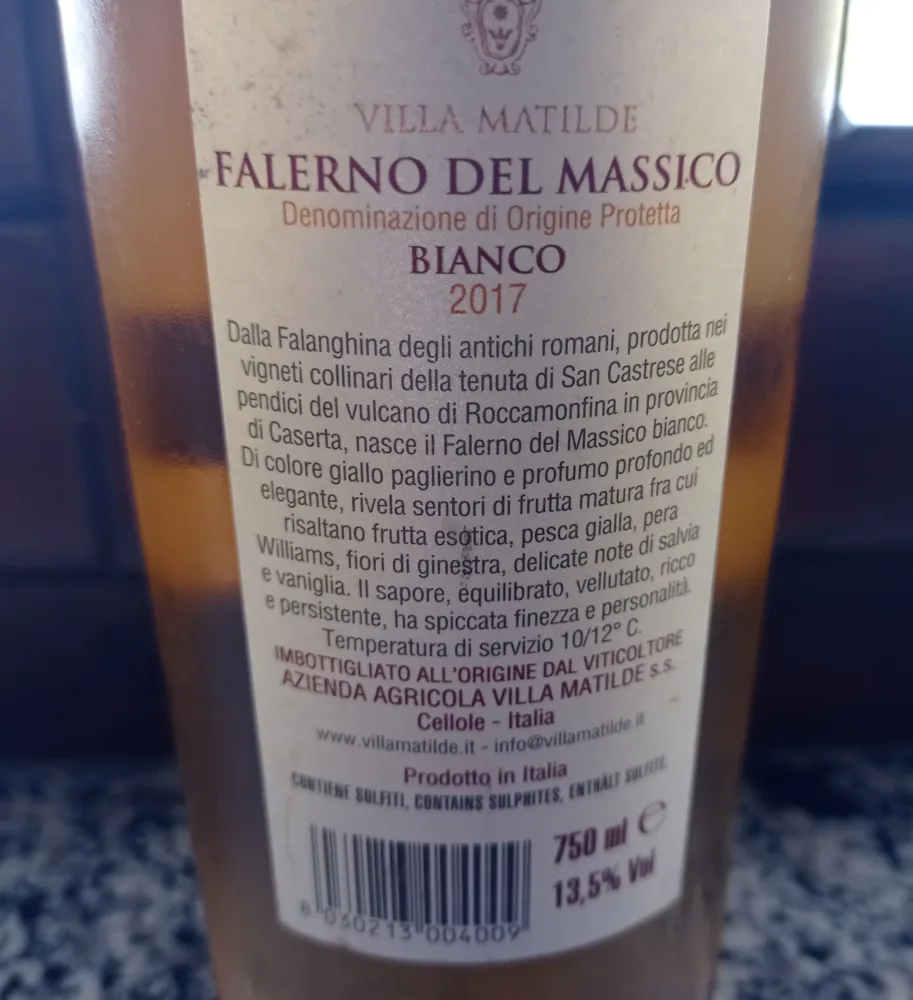 VILLA MATILDE
FALERNO DEL MASSICO
Denominazione di Origine Protetta
BIANCO
2017
Dalla Falanghina degli antichi romani, prodotta nei
vigneti collinari della tenuta di San Castrese alle
pendici del vulcano di Roccamonfina in provincia
di Caserta, nasce il Falerno del Massico bianco.
Di colore giallo paglierino e profumo profondo ed
elegante, rivela sentori di frutta matura fra cui
risaltano frutta esotica, pesca gialla, pera
Williams, fiori di ginestra, delicate note di salvia
e vaniglia. Il sapore, equilibrato, vellutato, ricco
e persistente, ha spiccata finezza e personalità.
Temperatura di servizio 10/12° C.
IMBOTTIGLIATO ALL'ORIGINE DAL VITICOLTORE
AZIENDA AGRICOLA VILLA MATILDE s.s.
Cellole - Italia
www.villamatilde.it - info@villamatilde.it
Prodotto in Italia
CONTIENE SOLFITI, CONTAINS SULPHITES, ENTHÄLT SULFITE.
750 ml ℮
13,5% Vol
8 030213 004009